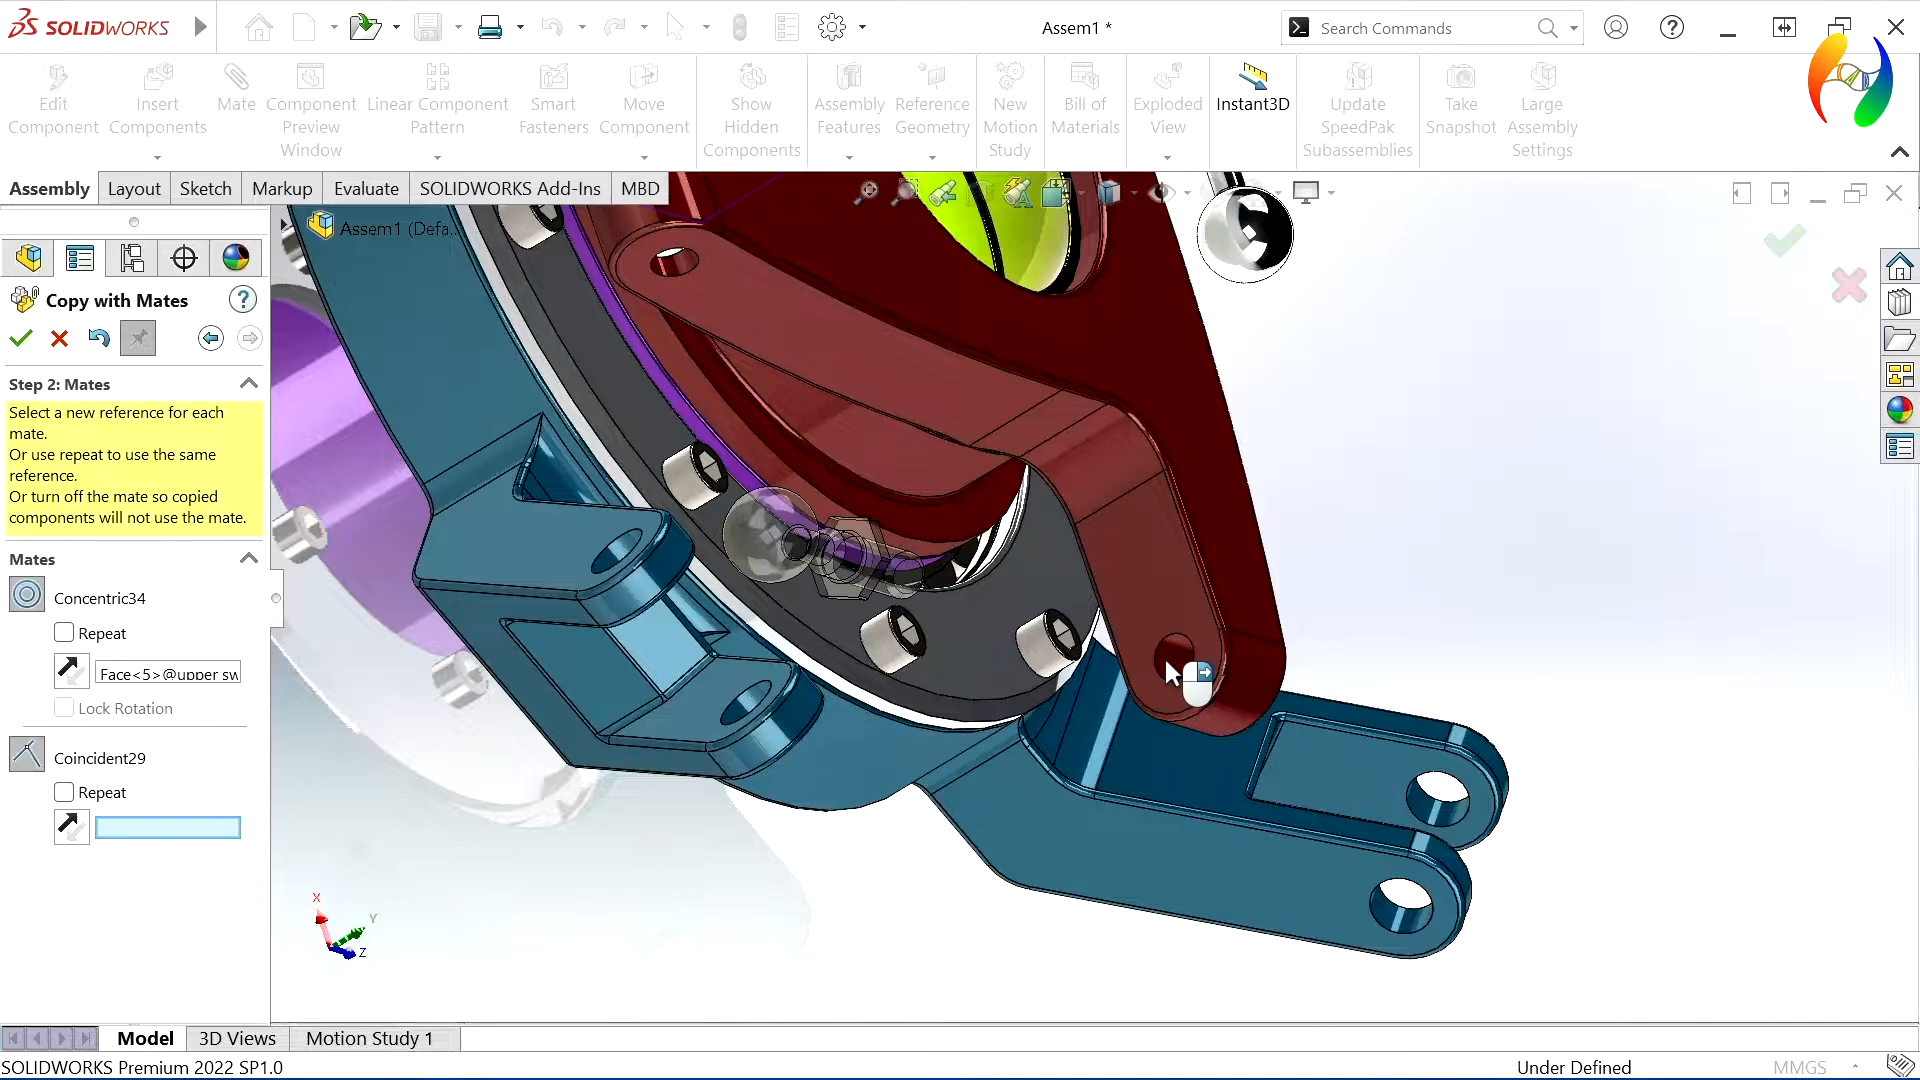 SOLIDWORKS
Assem1 *
Search Commands
Edit
Component
Insert
Components
Mate
Component
Preview
Window
Linear Component
Pattern
Smart
Fasteners
Move
Component
Show
Hidden
Components
Assembly
Features
Reference
Geometry
New
Motion
Study
Bill of
Materials
Exploded
View
Instant3D
Update
SpeedPak
Subassemblies
Take
Snapshot
Large
Assembly
Settings
Assembly
Layout
Sketch
Markup
Evaluate
SOLIDWORKS Add-Ins
MBD
Assem1 (Defa...
Copy with Mates
Step 2: Mates
Select a new reference for each
mate.
Or use repeat to use the same
reference.
Or turn off the mate so copied
components will not use the mate.
Mates
Concentric34
Repeat
Face<5>@upper sw
Lock Rotation
Coincident29
Repeat
X
Y
Z
Model
3D Views
Motion Study 1
SOLIDWORKS Premium 2022 SP1.0
Under Defined
MMGS